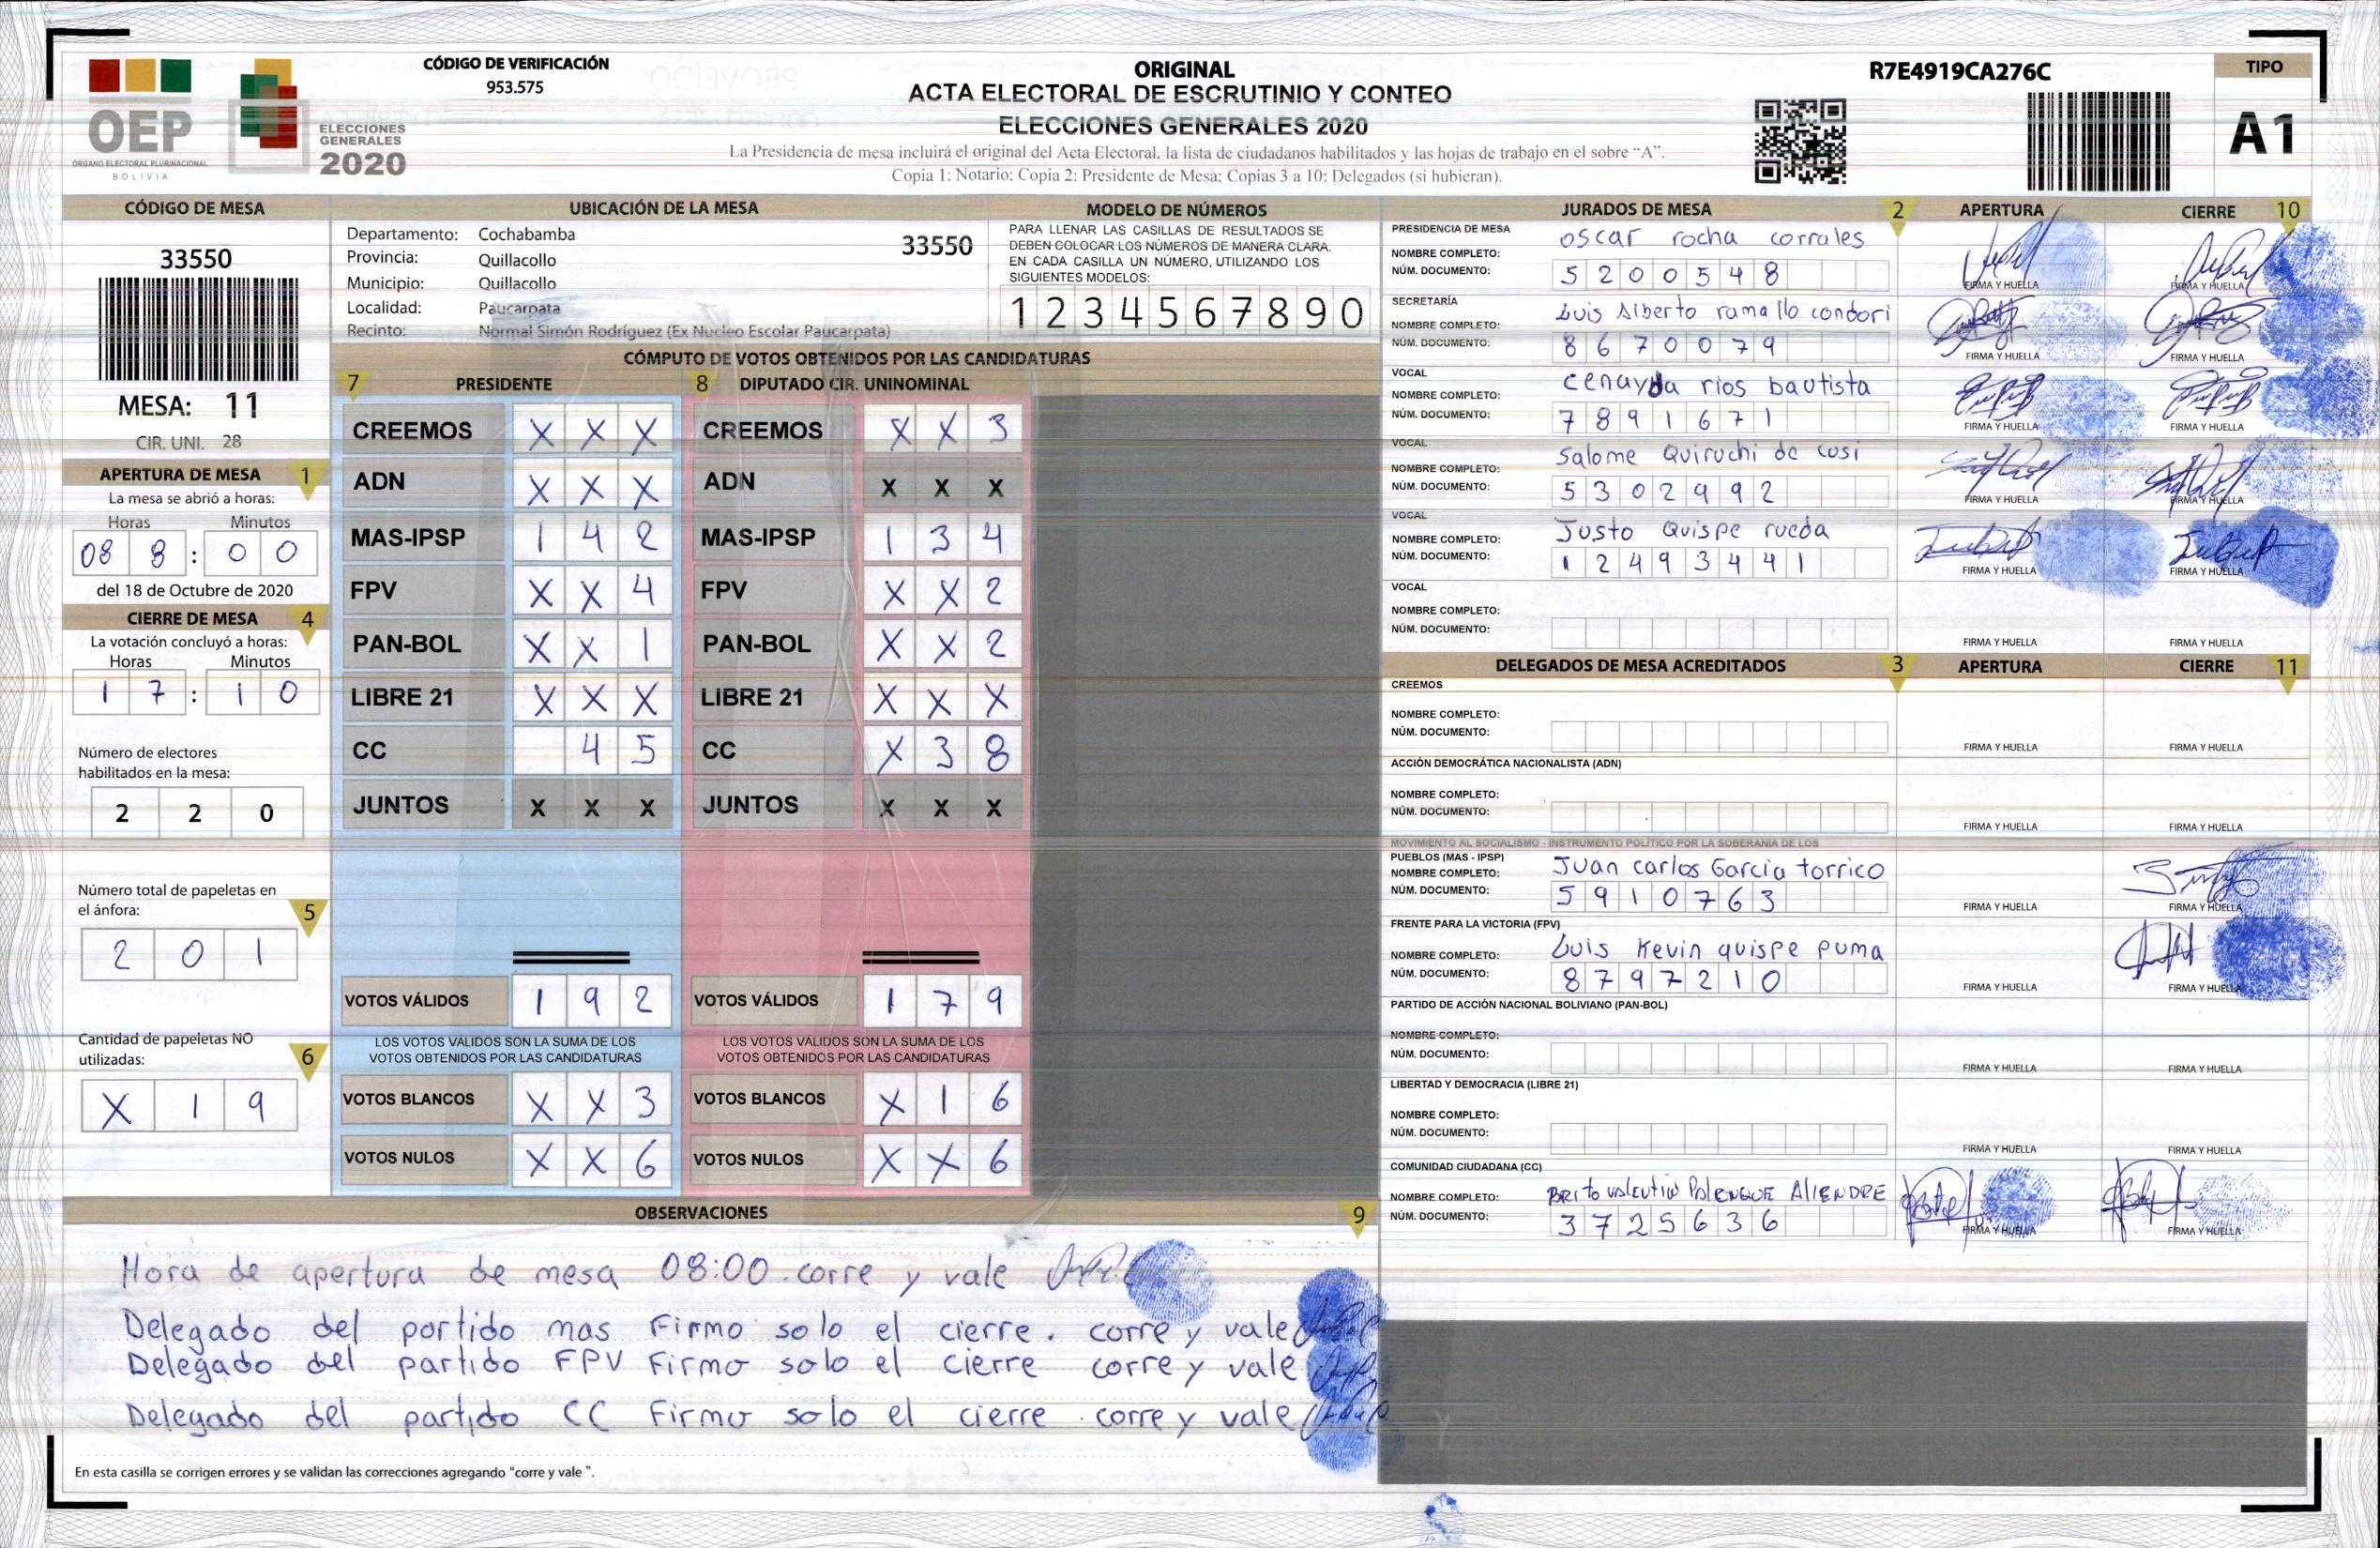 CÓDIGO DE VERIFICACIÓN
953.575
ORIGINAL
ACTA ELECTORAL DE ESCRUTINIO Y CONTEO
ELECCIONES GENERALES 2020
La Presidencia de mesa incluirá el original del Acta Electoral, la lista de ciudadanos habilitados y las hojas de trabajo en el sobre “A”.
Copia 1: Notario; Copia 2: Presidente de Mesa; Copias 3 a 10: Delegados (si hubieran).
R7E4919CA276C
TIPO
A1
OEP
ÓRGANO ELECTORAL PLURINACIONAL
BOLIVIA
ELECCIONES
GENERALES
2020
CÓDIGO DE MESA
33550
MESA: 11
CIR. UNI. 28
APERTURA DE MESA 1
La mesa se abrió a horas:
Horas Minutos
08 8 : 0 0
del 18 de Octubre de 2020
CIERRE DE MESA 4
La votación concluyó a horas:
Horas Minutos
1 7 : 1 0
Número de electores
habilitados en la mesa:
2 2 0
Número total de papeletas en
el ánfora:
5
2 0 1
Cantidad de papeletas NO
utilizadas:
6
X 1 9
UBICACIÓN DE LA MESA
Departamento: Cochabamba
33550
Provincia: Quillacollo
Municipio: Quillacollo
Localidad: Paucarpata
Recinto: Normal Simón Rodríguez (Ex Nucleo Escolar Paucarpata)
MODELO DE NÚMEROS
PARA LLENAR LAS CASILLAS DE RESULTADOS SE
DEBEN COLOCAR LOS NÚMEROS DE MANERA CLARA.
EN CADA CASILLA UN NÚMERO, UTILIZANDO LOS
SIGUIENTES MODELOS:
1 2 3 4 5 6 7 8 9 0
CÓMPUTO DE VOTOS OBTENIDOS POR LAS CANDIDATURAS
7 PRESIDENTE 8 DIPUTADO CIR. UNINOMINAL
CREEMOS X X X CREEMOS X X 3
ADN X X X ADN X X X
MAS-IPSP 1 4 2 MAS-IPSP 1 3 4
FPV X X 4 FPV X X 2
PAN-BOL X X 1 PAN-BOL X X 2
LIBRE 21 X X X LIBRE 21 X X X
CC 4 5 CC X 3 8
JUNTOS X X X JUNTOS X X X
VOTOS VÁLIDOS 1 9 2 VOTOS VÁLIDOS 1 7 9
LOS VOTOS VALIDOS SON LA SUMA DE LOS LOS VOTOS VALIDOS SON LA SUMA DE LOS
VOTOS OBTENIDOS POR LAS CANDIDATURAS VOTOS OBTENIDOS POR LAS CANDIDATURAS
VOTOS BLANCOS X X 3 VOTOS BLANCOS X 1 6
VOTOS NULOS X X 6 VOTOS NULOS X X 6
OBSERVACIONES 9
Hora de apertura de mesa 08:00 .corre y vale
Delegado del partido mas Firmo solo el cierre . corre y vale
Delegado del partido FPV Firmo solo el cierre corre y vale
Delegado del partido CC Firmo solo el cierre . corre y vale
En esta casilla se corrigen errores y se validan las correcciones agregando “corre y vale ”.
JURADOS DE MESA 2 APERTURA CIERRE 10
PRESIDENCIA DE MESA
NOMBRE COMPLETO: oscar rocha corrales
NÚM. DOCUMENTO: 5 2 0 0 5 4 8
FIRMA Y HUELLA FIRMA Y HUELLA
SECRETARÍA
NOMBRE COMPLETO: Luis Alberto ramallo condori
NÚM. DOCUMENTO: 8 6 7 0 0 7 9
FIRMA Y HUELLA FIRMA Y HUELLA
VOCAL
NOMBRE COMPLETO: cenayda rios bautista
NÚM. DOCUMENTO: 7 8 9 1 6 7 1
FIRMA Y HUELLA FIRMA Y HUELLA
VOCAL
NOMBRE COMPLETO: Salome Quiruchi de cosi
NÚM. DOCUMENTO: 5 3 0 2 9 9 2
FIRMA Y HUELLA FIRMA Y HUELLA
VOCAL
NOMBRE COMPLETO: Justo Quispe rueda
NÚM. DOCUMENTO: 1 2 4 9 3 4 4 1
FIRMA Y HUELLA FIRMA Y HUELLA
VOCAL
NOMBRE COMPLETO:
NÚM. DOCUMENTO:
FIRMA Y HUELLA FIRMA Y HUELLA
DELEGADOS DE MESA ACREDITADOS 3 APERTURA CIERRE 11
CREEMOS
NOMBRE COMPLETO:
NÚM. DOCUMENTO:
FIRMA Y HUELLA FIRMA Y HUELLA
ACCIÓN DEMOCRÁTICA NACIONALISTA (ADN)
NOMBRE COMPLETO:
NÚM. DOCUMENTO:
FIRMA Y HUELLA FIRMA Y HUELLA
MOVIMIENTO AL SOCIALISMO - INSTRUMENTO POLÍTICO POR LA SOBERANÍA DE LOS
PUEBLOS (MAS - IPSP)
NOMBRE COMPLETO: Juan carlos Garcia torrico
NÚM. DOCUMENTO: 5 9 1 0 7 6 3
FIRMA Y HUELLA FIRMA Y HUELLA
FRENTE PARA LA VICTORIA (FPV)
NOMBRE COMPLETO: Luis Kevin quispe puma
NÚM. DOCUMENTO: 8 7 9 7 2 1 0
FIRMA Y HUELLA FIRMA Y HUELLA
PARTIDO DE ACCIÓN NACIONAL BOLIVIANO (PAN-BOL)
NOMBRE COMPLETO:
NÚM. DOCUMENTO:
FIRMA Y HUELLA FIRMA Y HUELLA
LIBERTAD Y DEMOCRACIA (LIBRE 21)
NOMBRE COMPLETO:
NÚM. DOCUMENTO:
FIRMA Y HUELLA FIRMA Y HUELLA
COMUNIDAD CIUDADANA (CC)
NOMBRE COMPLETO: BRito VALENTIN PALENQUE ALIENDRE
NÚM. DOCUMENTO: 3 7 2 5 6 3 6
FIRMA Y HUELLA FIRMA Y HUELLA